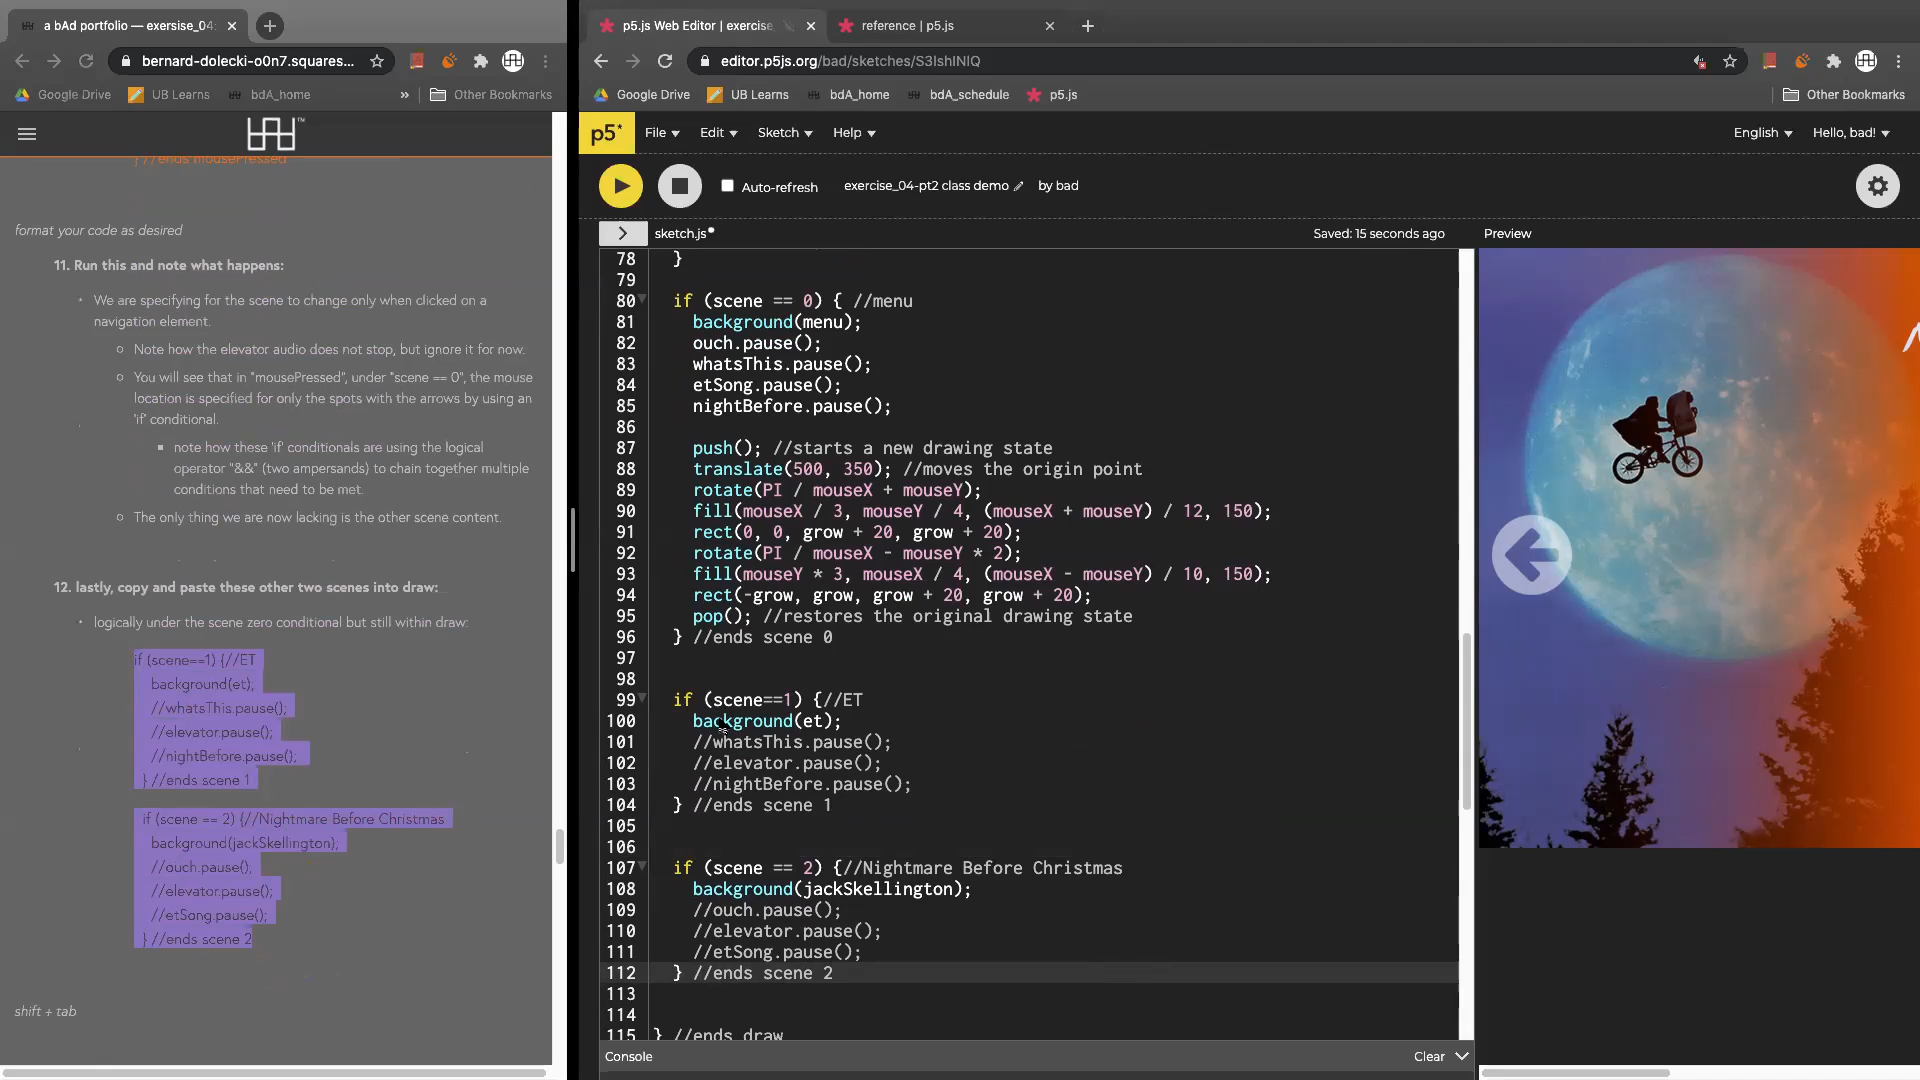 a bAd portfolio — exersise_04:
bernard-dolecki-o0n7.squares...
Google Drive
UB Learns
bdA_home
»
Other Bookmarks
} //ends mousePressed
format your code as desired
11. Run this and note what happens:
We are specifying for the scene to change only when clicked on a
navigation element.
Note how the elevator audio does not stop, but ignore it for now.
You will see that in "mousePressed", under "scene == 0", the mouse
location is specified for only the spots with the arrows by using an
'if' conditional.
note how these 'if' conditionals are using the logical
operator "&&" (two ampersands) to chain together multiple
conditions that need to be met.
The only thing we are now lacking is the other scene content.
12. lastly, copy and paste these other two scenes into draw:
logically under the scene zero conditional but still within draw:
if (scene==1) {//ET
background(et);
//whatsThis.pause();
//elevator.pause();
//nightBefore.pause();
} //ends scene 1
if (scene == 2) {//Nightmare Before Christmas
background(jackSkellington);
//ouch.pause();
//elevator.pause();
//etSong.pause();
} //ends scene 2
shift + tab
p5.js Web Editor | exercise_
reference | p5.js
editor.p5js.org/bad/sketches/S3IshINIQ
Google Drive
UB Learns
bdA_home
bdA_schedule
p5.js
Other Bookmarks
p5*
File
Edit
Sketch
Help
English
Hello, bad!
Auto-refresh
exercise_04-pt2 class demo
by bad
sketch.js
Saved: 15 seconds ago
Preview
78 }
79
80 if (scene == 0) { //menu
81 background(menu);
82 ouch.pause();
83 whatsThis.pause();
84 etSong.pause();
85 nightBefore.pause();
86
87 push(); //starts a new drawing state
88 translate(500, 350); //moves the origin point
89 rotate(PI / mouseX + mouseY);
90 fill(mouseX / 3, mouseY / 4, (mouseX + mouseY) / 12, 150);
91 rect(0, 0, grow + 20, grow + 20);
92 rotate(PI / mouseX - mouseY * 2);
93 fill(mouseY * 3, mouseX / 4, (mouseX - mouseY) / 10, 150);
94 rect(-grow, grow, grow + 20, grow + 20);
95 pop(); //restores the original drawing state
96 } //ends scene 0
97
98
99 if (scene==1) {//ET
100 background(et);
101 //whatsThis.pause();
102 //elevator.pause();
103 //nightBefore.pause();
104 } //ends scene 1
105
106
107 if (scene == 2) {//Nightmare Before Christmas
108 background(jackSkellington);
109 //ouch.pause();
110 //elevator.pause();
111 //etSong.pause();
112 } //ends scene 2
113
114
115 } //ends draw
Console
Clear